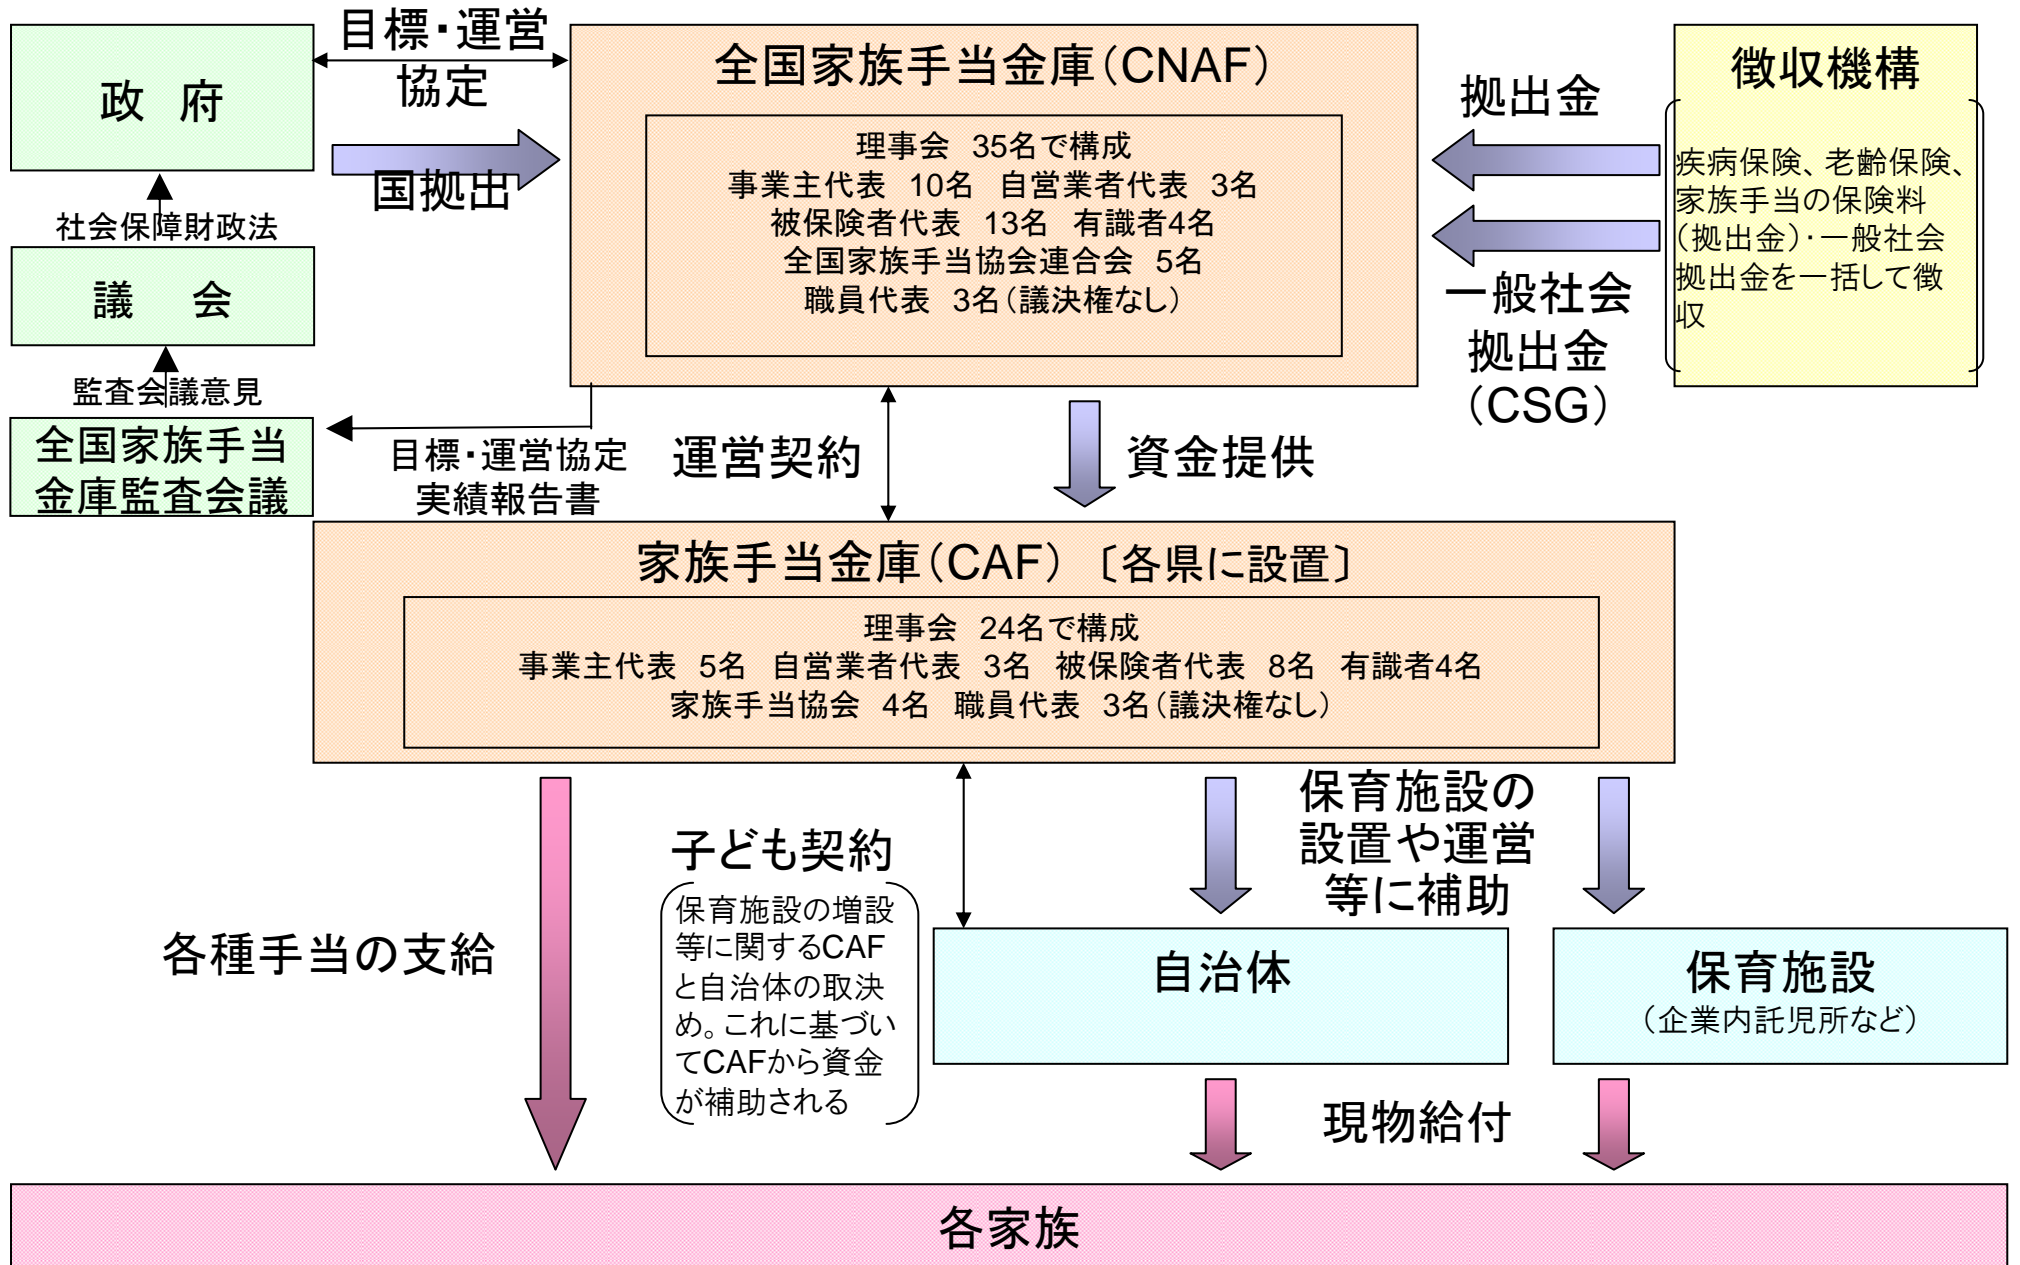 政　府
目標・運営
協定
国拠出
社会保障財政法
議　　会
監査会議意見
全国家族手当
金庫監査会議
全国家族手当金庫（CNAF）
理事会　35名で構成
事業主代表　10名　自営業者代表　3名
被保険者代表　13名　有識者4名
全国家族手当協会連合会　5名
職員代表　3名（議決権なし）
拠出金
一般社会
拠出金
（CSG）
徴収機構
疾病保険、老齢保険、
家族手当の保険料
（拠出金）・一般社会
拠出金を一括して徴
収
目標・運営協定
実績報告書
運営契約
資金提供
家族手当金庫（CAF）〔各県に設置〕
理事会　24名で構成
事業主代表　5名　自営業者代表　3名　被保険者代表　8名　有識者4名
家族手当協会　4名　職員代表　3名（議決権なし）
各種手当の支給
子ども契約
保育施設の増設
等に関するCAF
と自治体の取決
め。これに基づい
てCAFから資金
が補助される
保育施設の
設置や運営
等に補助
自治体
保育施設
（企業内託児所など）
現物給付
各家族